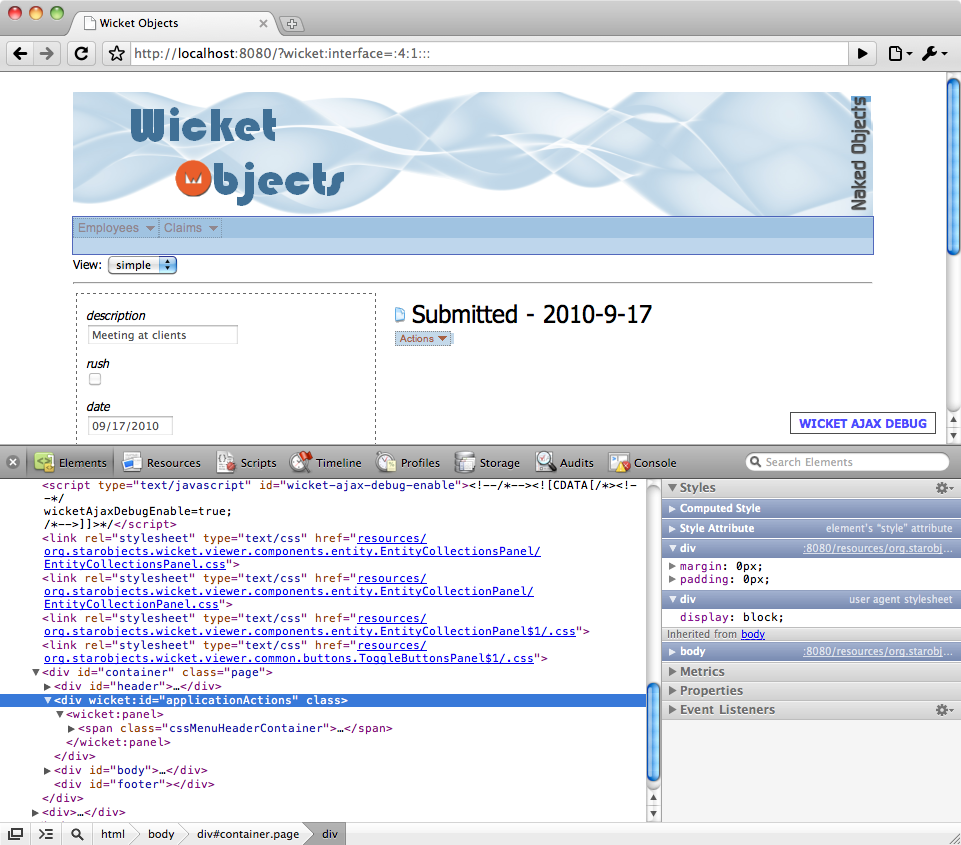 Wicket Objects
http://localhost:8080/?wicket:interface=:4:1:::
Wicket
Objects
Naked Objects
Employees Claims
View: simple
description
Meeting at clients
rush
date
09/17/2010
Submitted - 2010-9-17
Actions
WICKET AJAX DEBUG
Elements Resources Scripts Timeline Profiles Storage Audits Console Search Elements
<script type="text/javascript" id="wicket-ajax-debug-enable"><!--/*--><![CDATA[/*><!-
-*/
wicketAjaxDebugEnable=true;
/*-->]]>*/</script>
<link rel="stylesheet" type="text/css" href="resources/
org.starobjects.wicket.viewer.components.entity.EntityCollectionsPanel/
EntityCollectionsPanel.css">
<link rel="stylesheet" type="text/css" href="resources/
org.starobjects.wicket.viewer.components.entity.EntityCollectionPanel/
EntityCollectionPanel.css">
<link rel="stylesheet" type="text/css" href="resources/
org.starobjects.wicket.viewer.components.entity.EntityCollectionPanel$1/.css">
<link rel="stylesheet" type="text/css" href="resources/
org.starobjects.wicket.viewer.common.buttons.ToggleButtonsPanel$1/.css">
<div id="container" class="page">
<div id="header">…</div>
<div wicket:id="applicationActions" class>
<wicket:panel>
<span class="cssMenuHeaderContainer">…</span>
</wicket:panel>
</div>
<div id="body">…</div>
<div id="footer"></div>
</div>
<div>…</div>
Styles
Computed Style
Style Attribute element's "style" attribute
div :8080/resources/org.starobj…
margin: 0px;
padding: 0px;
div user agent stylesheet
display: block;
Inherited from body
body :8080/resources/org.starobj…
Metrics
Properties
Event Listeners
html body div#container.page div